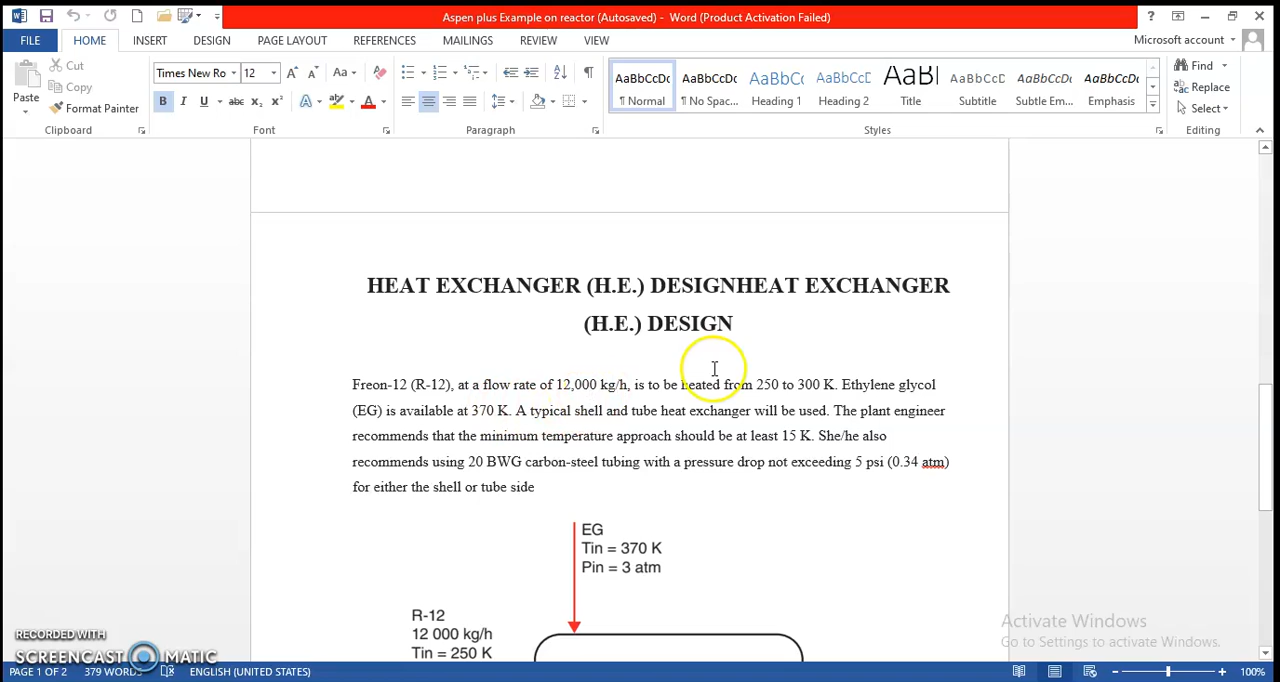 Aspen plus Example on reactor (Autosaved) - Word (Product Activation Failed)
FILE HOME INSERT DESIGN PAGE LAYOUT REFERENCES MAILINGS REVIEW VIEW Microsoft account
Paste
Cut
Copy
Format Painter
Times New Ro 12
AaBbCcDc AaBbCcDc AaBbCc AaBbCcD AaBl AaBbCcD AaBbCcDc AaBbCcDc
¶ Normal ¶ No Spac... Heading 1 Heading 2 Title Subtitle Subtle Em... Emphasis
Find
Replace
Select
Clipboard Font Paragraph Styles Editing
HEAT EXCHANGER (H.E.) DESIGNHEAT EXCHANGER
(H.E.) DESIGN
Freon-12 (R-12), at a flow rate of 12,000 kg/h, is to be heated from 250 to 300 K. Ethylene glycol
(EG) is available at 370 K. A typical shell and tube heat exchanger will be used. The plant engineer
recommends that the minimum temperature approach should be at least 15 K. She/he also
recommends using 20 BWG carbon-steel tubing with a pressure drop not exceeding 5 psi (0.34 atm)
for either the shell or tube side
EG
Tin = 370 K
Pin = 3 atm
R-12
12 000 kg/h
Tin = 250 K
Activate Windows
Go to Settings to activate Windows.
RECORDED WITH
SCREENCAST MATIC
PAGE 1 OF 2 379 WORDS ENGLISH (UNITED STATES) 100%